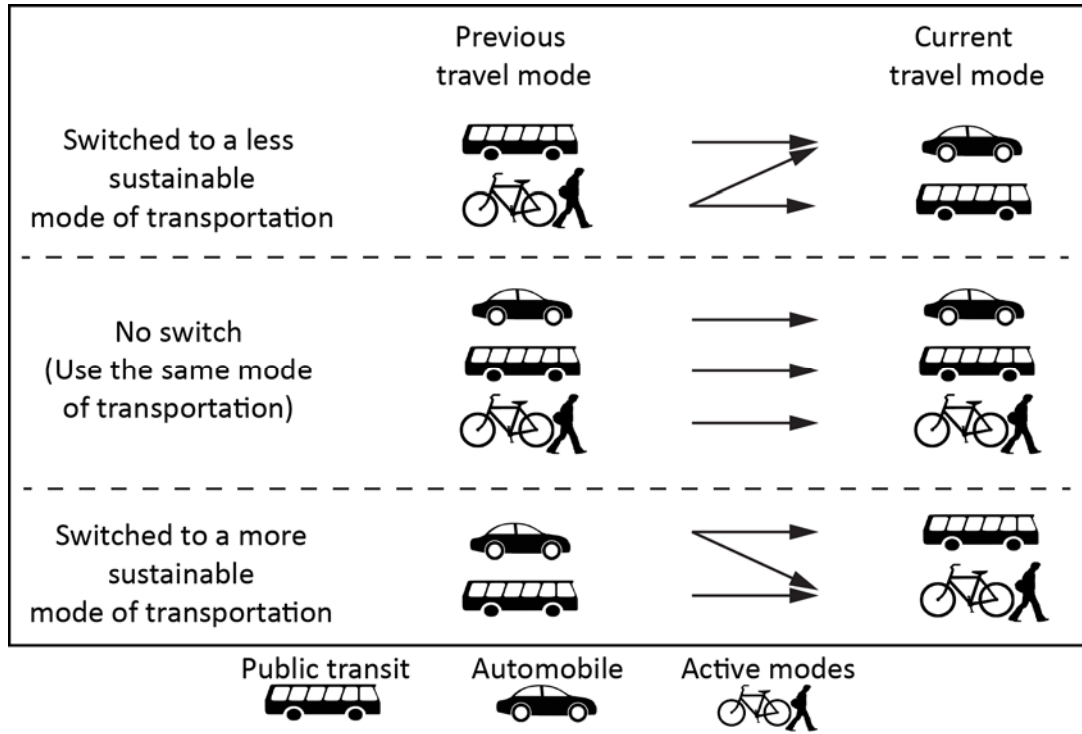 Previous
travel mode
Current
travel mode
Switched to a less
sustainable
mode of transportation
No switch
(Use the same mode
of transportation)
Switched to a more
sustainable
mode of transportation
Public transit
Automobile
Active modes